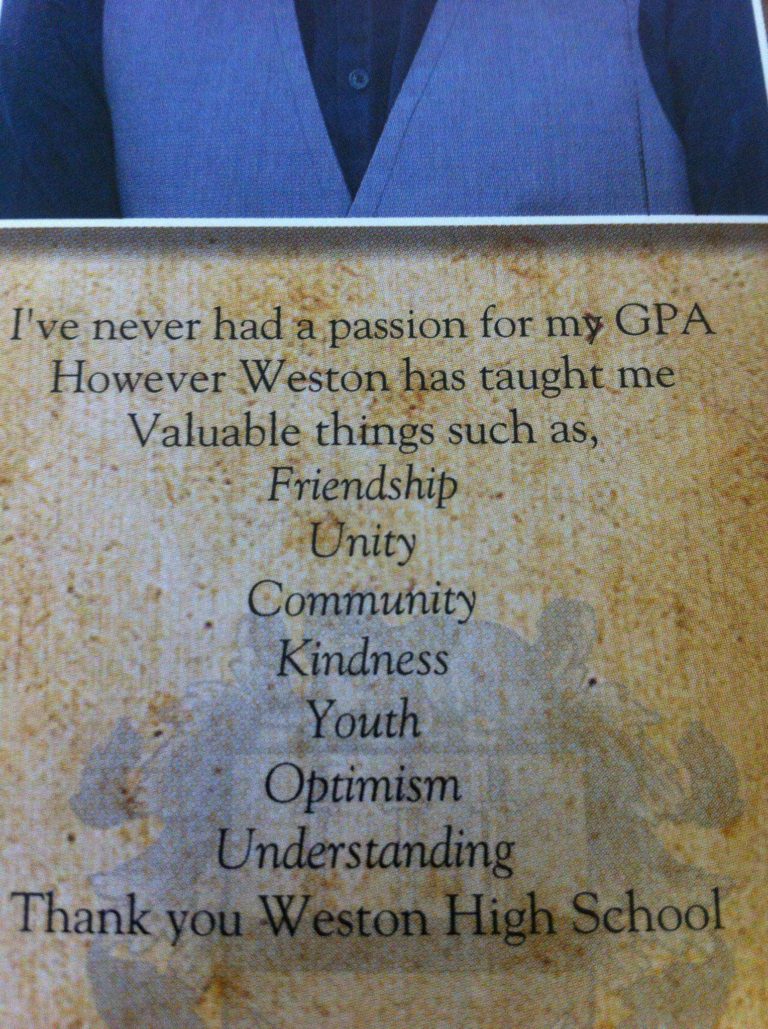 I've never had a passion for my GPA
However Weston has taught me
Valuable things such as,
Friendship
Unity
Community
Kindness
Youth
Optimism
Understanding
Thank you Weston High School